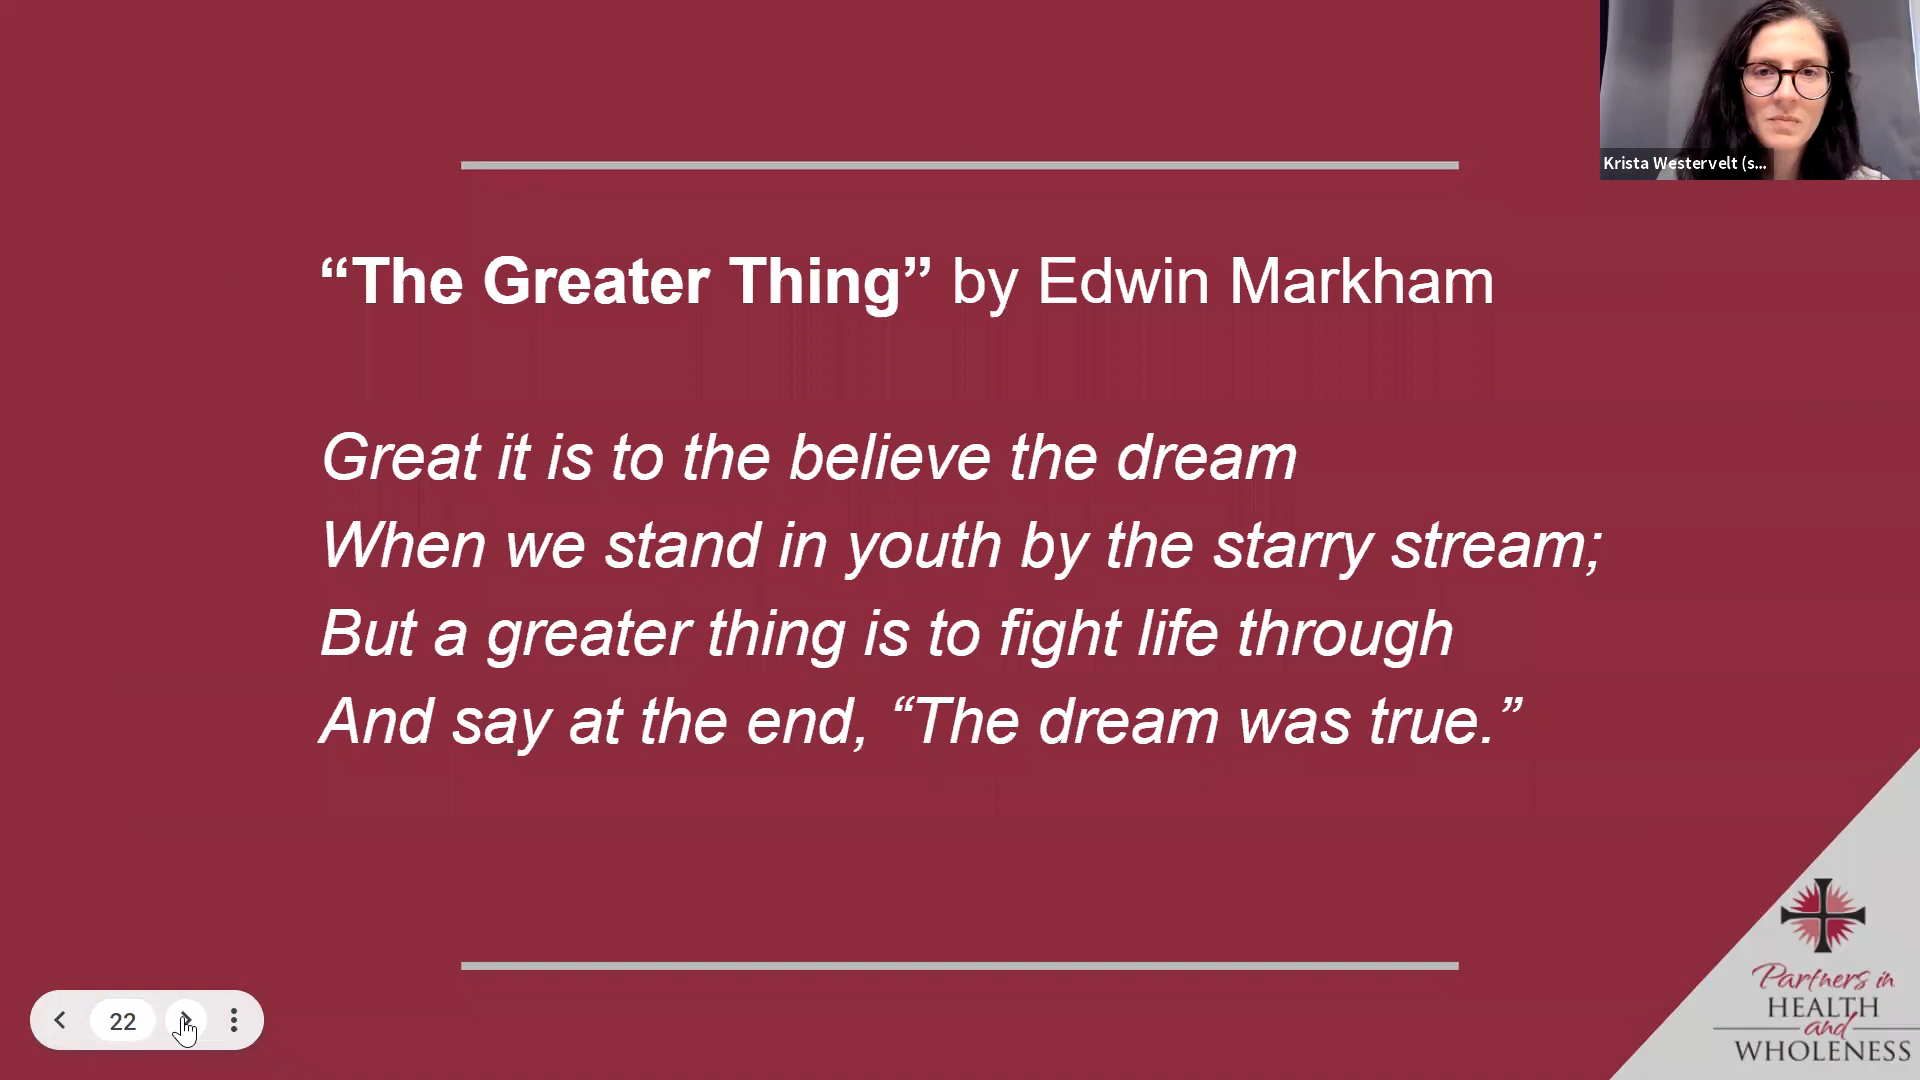 Krista Westervelt (s...
“The Greater Thing” by Edwin Markham
Great it is to the believe the dream
When we stand in youth by the starry stream;
But a greater thing is to fight life through
And say at the end, “The dream was true.”
22
Partners in
HEALTH
and
WHOLENESS